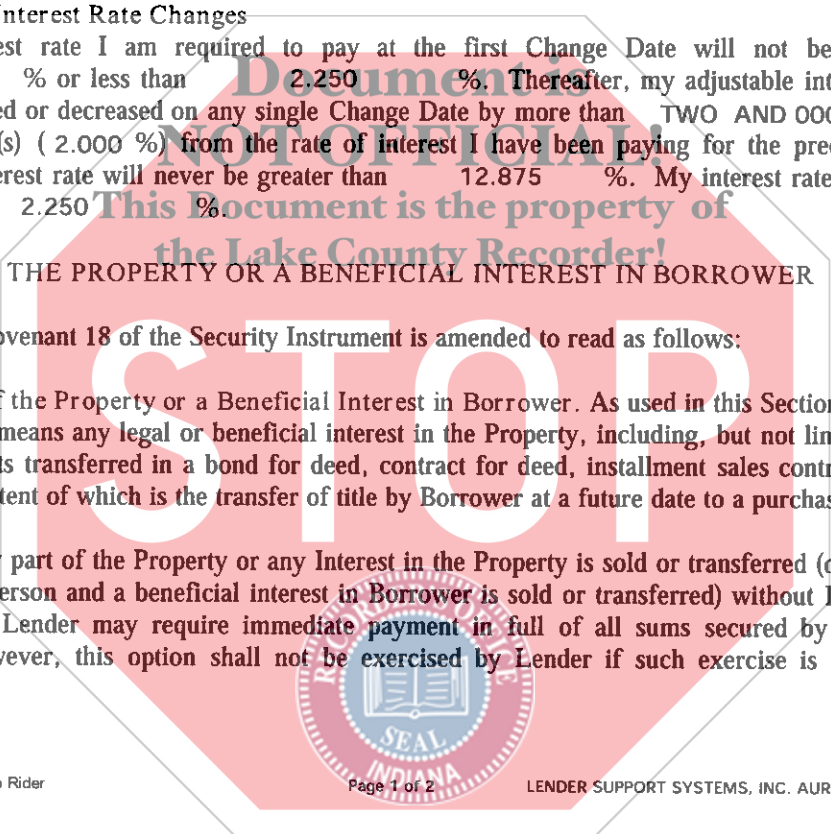 nterest Rate Changes
est rate I am required to pay at the first Change Date will not be
% or less than 2.250 %. Thereafter, my adjustable int
ed or decreased on any single Change Date by more than TWO AND 000
(s) ( 2.000 %) from the rate of interest I have been paying for the prec
erest rate will never be greater than 12.875 %. My interest rate
2.250 %.
Document is
NOT OFFICIAL!
This Document is the property of
the Lake County Recorder!
THE PROPERTY OR A BENEFICIAL INTEREST IN BORROWER
ovenant 18 of the Security Instrument is amended to read as follows:
STOP
f the Property or a Beneficial Interest in Borrower. As used in this Section
means any legal or beneficial interest in the Property, including, but not lim
ts transferred in a bond for deed, contract for deed, installment sales contr
tent of which is the transfer of title by Borrower at a future date to a purchas
y part of the Property or any Interest in the Property is sold or transferred (o
erson and a beneficial interest in Borrower is sold or transferred) without L
Lender may require immediate payment in full of all sums secured by
wever, this option shall not be exercised by Lender if such exercise is
RECORDER'S OFFICE
SEAL
INDIANA
o Rider
Page 1 of 2
LENDER SUPPORT SYSTEMS, INC. AUR